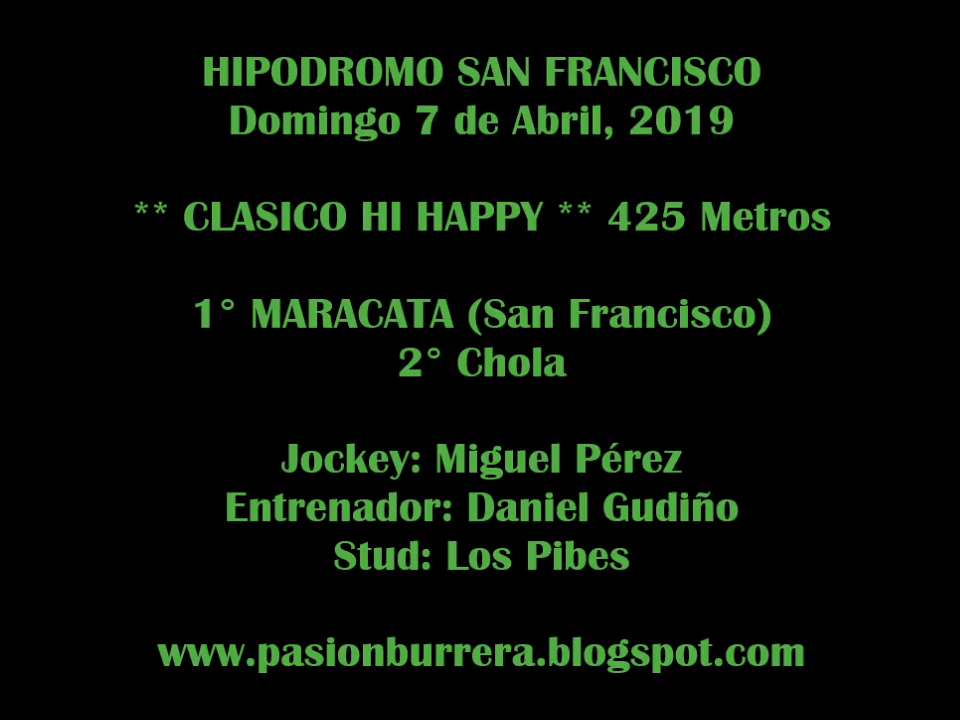 HIPODROMO SAN FRANCISCO
Domingo 7 de Abril, 2019
** CLASICO HI HAPPY ** 425 Metros
1° MARACATA (San Francisco)
2° Chola
Jockey: Miguel Pérez
Entrenador: Daniel Gudiño
Stud: Los Pibes
www.pasionburrera.blogspot.com